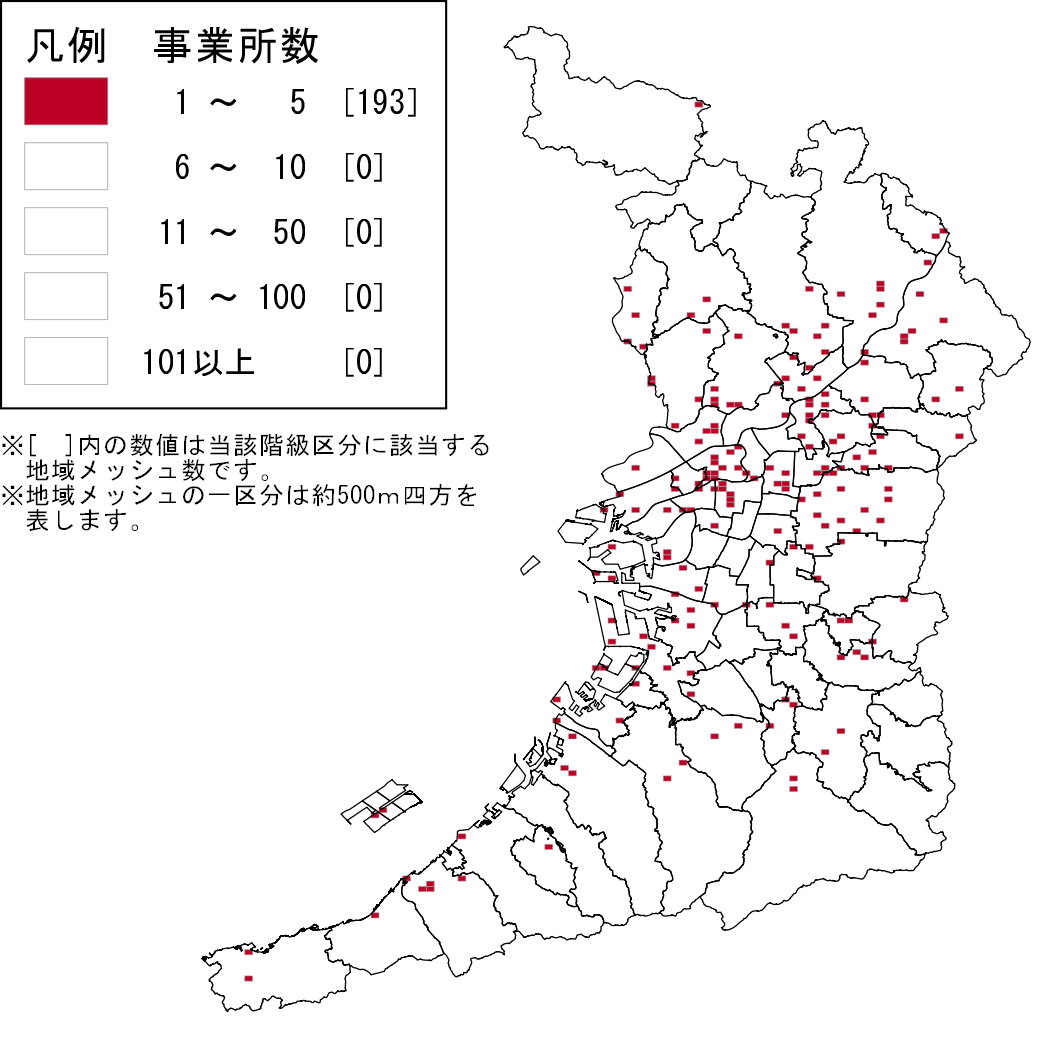 凡例 事業所数
1 ～ 5 [193]
6 ～ 10 [0]
11 ～ 50 [0]
51 ～ 100 [0]
101以上 [0]
※[ ]内の数値は当該階級区分に該当する
地域メッシュ数です。
※地域メッシュの一区分は約500m四方を
表します。